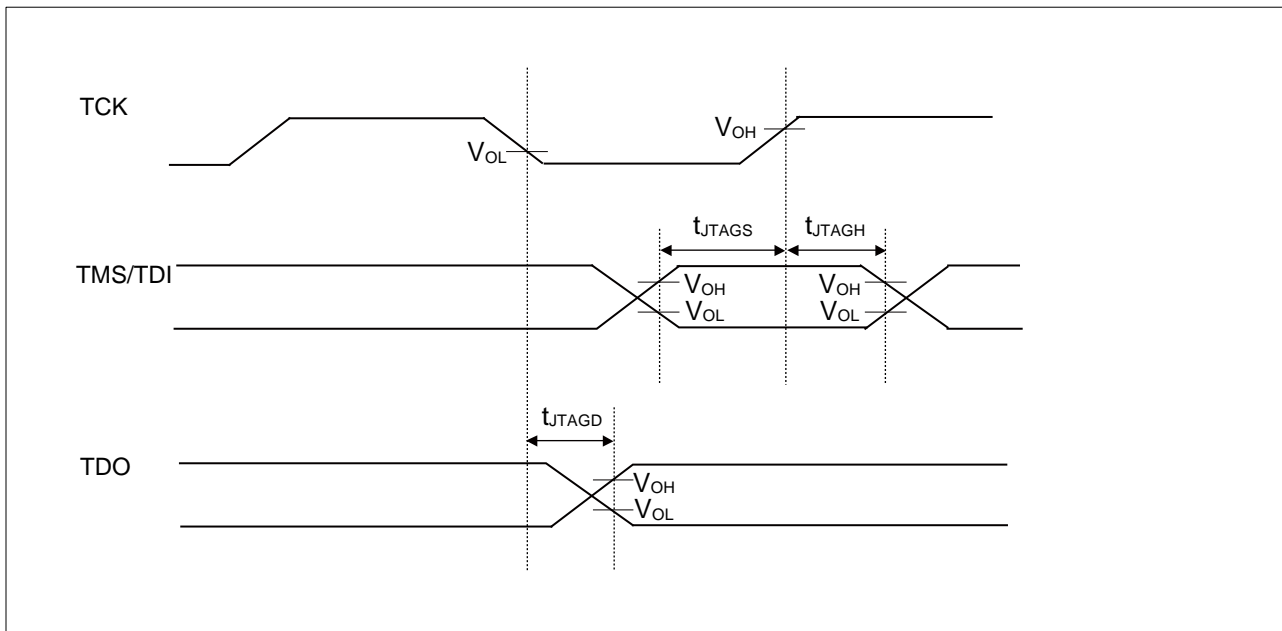 TCK
VOH
VOL
tJTAGS
tJTAGH
TMS/TDI
VOH
VOH
VOL
VOL
tJTAGD
TDO
VOH
VOL